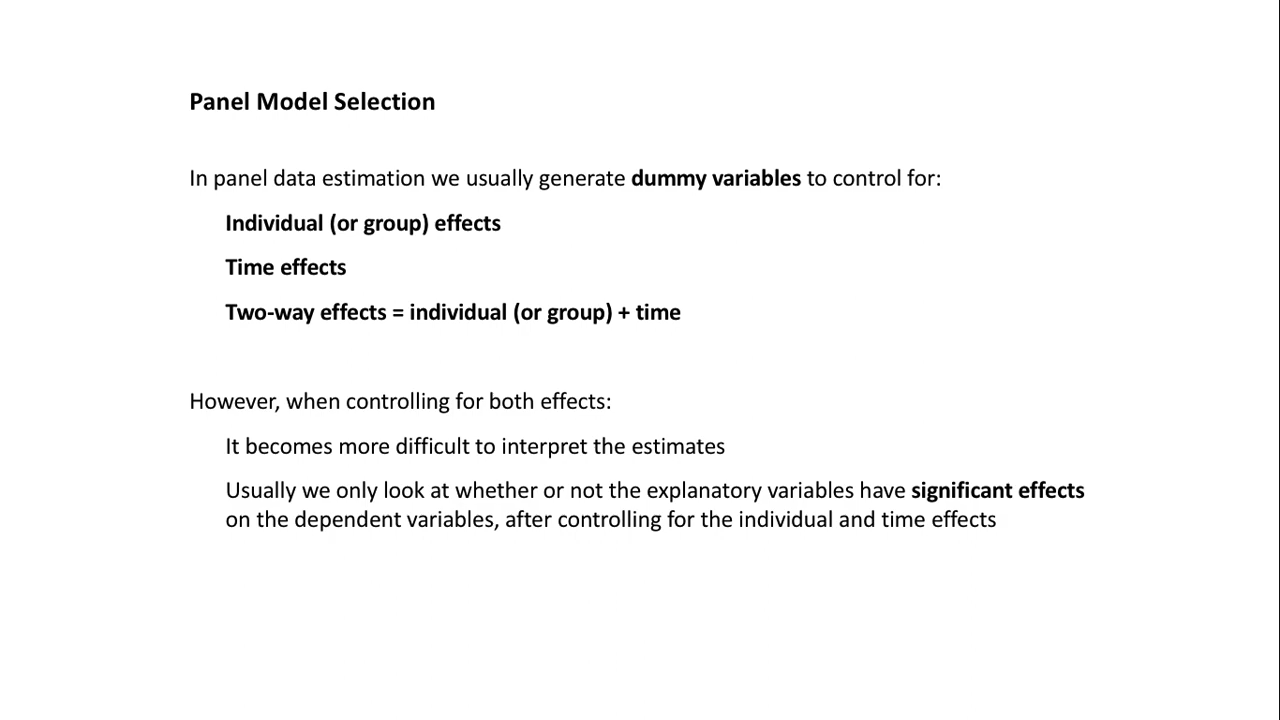 Panel Model Selection
In panel data estimation we usually generate dummy variables to control for:
Individual (or group) effects
Time effects
Two-way effects = individual (or group) + time
However, when controlling for both effects:
It becomes more difficult to interpret the estimates
Usually we only look at whether or not the explanatory variables have significant effects
on the dependent variables, after controlling for the individual and time effects